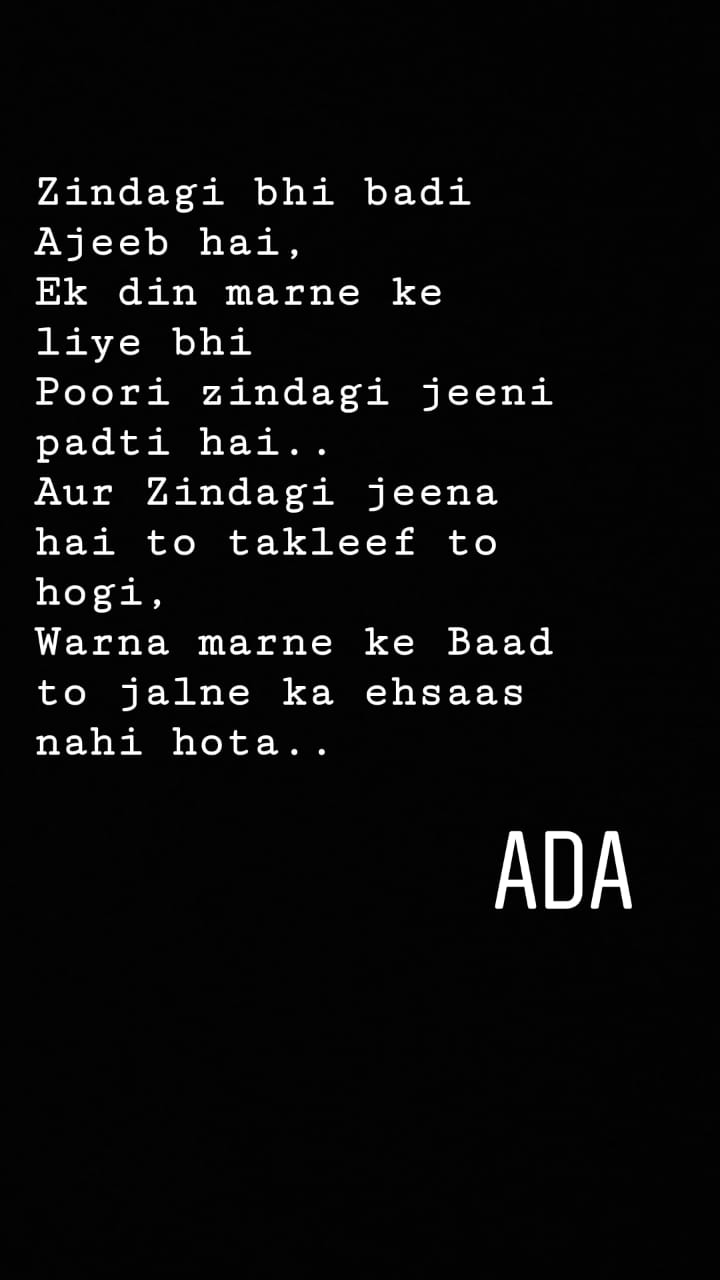 Zindagi bhi badi
Ajeeb hai,
Ek din marne ke
liye bhi
Poori zindagi jeeni
padti hai..
Aur Zindagi jeena
hai to takleef to
hogi,
Warna marne ke Baad
to jalne ka ehsaas
nahi hota..
ADA